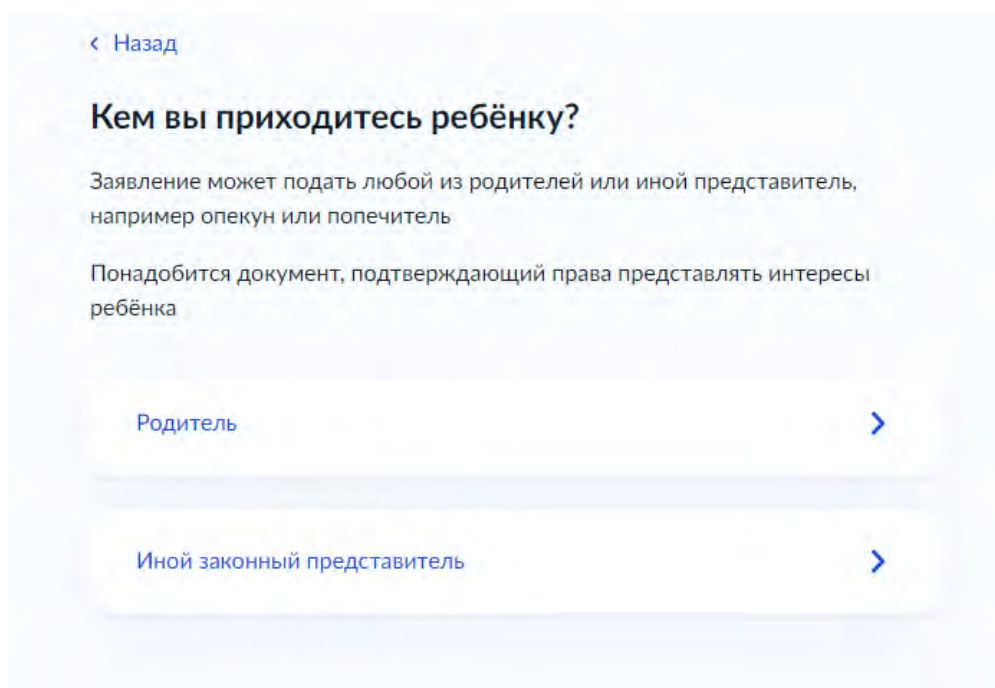 Назад
Кем вы приходитесь ребёнку?
Заявление может подать любой из родителей или иной представитель,
например опекун или попечитель
Понадобится документ, подтверждающий права представлять интересы
ребёнка
Родитель
Иной законный представитель